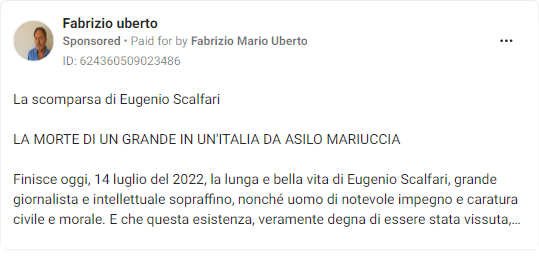 Fabrizio uberto
Sponsored • Paid for by Fabrizio Mario Uberto
ID: 624360509023486
La scomparsa di Eugenio Scalfari
LA MORTE DI UN GRANDE IN UN'ITALIA DA ASILO MARIUCCIA
Finisce oggi, 14 luglio del 2022, la lunga e bella vita di Eugenio Scalfari, grande
giornalista e intellettuale sopraffino, nonché uomo di notevole impegno e caratura
civile e morale. E che questa esistenza, veramente degna di essere stata vissuta,...